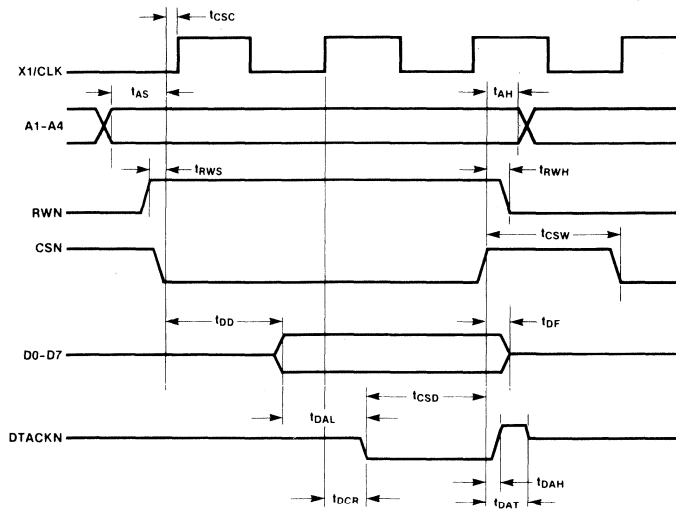 tCSC
X1/CLK
tAS
tAH
A1-A4
tRWS
tRWH
RWN
CSN
tCSW
tDD
tDF
D0-D7
tCSD
tDAL
DTACKN
tDAH
tDCR
tDAT